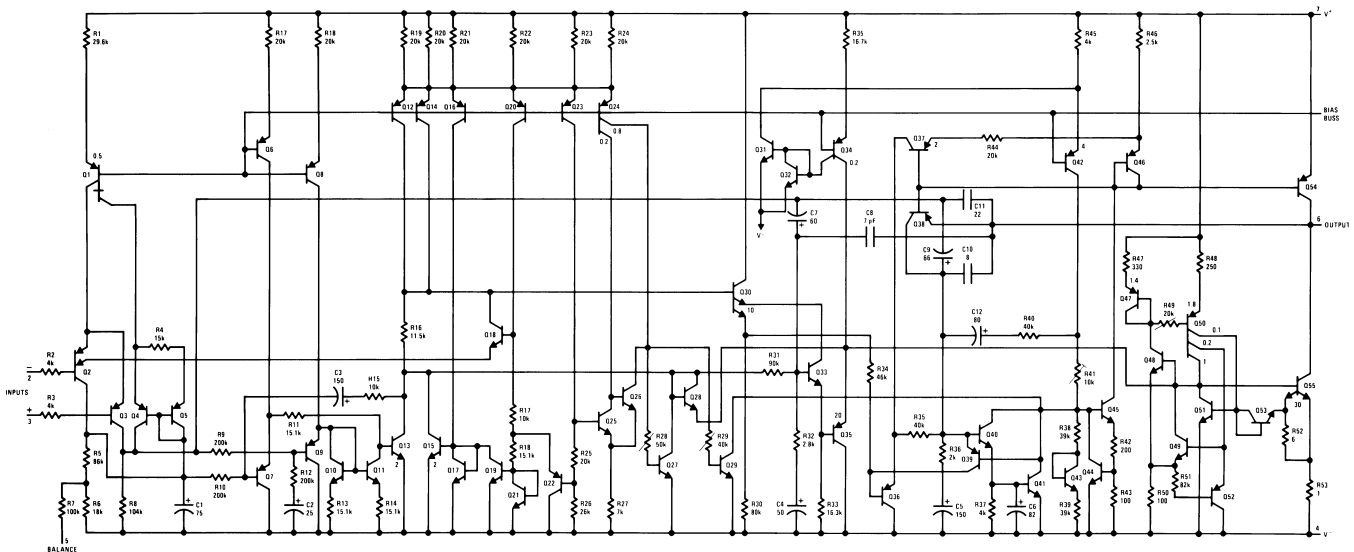 7 V+
R1
29.6k
R17
20k
R18
20k
R19
20k
R20
20k
R21
20k
R22
20k
R23
20k
R24
20k
R35
16.7k
R45
4k
R46
2.5k
Q12
Q14
Q16
Q20
Q23
Q24
BIAS
BUSS
0.8
0.2
0.5
Q1
Q6
Q8
Q31
Q32
Q34
0.2
Q37
2
R44
20k
4
Q42
Q46
Q54
C7
60
C8
7 pF
Q38
C11
22
C9
66
C10
8
V-
6
OUTPUT
R47
330
R48
250
1.4
Q47
R49
20k
1.8
Q50
0.1
0.2
1
Q30
10
C12
80
R40
40k
R4
15k
Q18
R16
11.5k
R2
4k
-
2
INPUTS
+
3
R3
4k
Q2
Q3
Q4
Q5
C3
150
H15
10k
R31
90k
Q33
R34
46k
R41
10k
Q48
Q55
30
R9
200k
R11
15.1k
R17
10k
Q26
Q28
Q45
Q51
Q53
R5
86k
R10
200k
Q7
R12
200k
Q9
Q10
Q11
Q13
2
Q15
2
Q17
Q19
R18
15.1k
Q21
Q22
R25
20k
Q25
R28
50k
Q27
R29
40k
Q29
R32
2.8k
20
Q35
R35
40k
R36
2k
Q40
Q39
R38
39k
Q43
Q44
R42
200
Q49
R52
6
R7
100k
R6
18k
R8
104k
C1
75
C2
25
R13
15.1k
R14
15.1k
R26
26k
R27
7k
R30
80k
C4
50
R33
16.3k
Q36
C5
150
R37
4k
C6
82
Q41
R39
39k
R43
100
R50
100
R51
82k
Q52
R53
1
5
BALANCE
4
V-